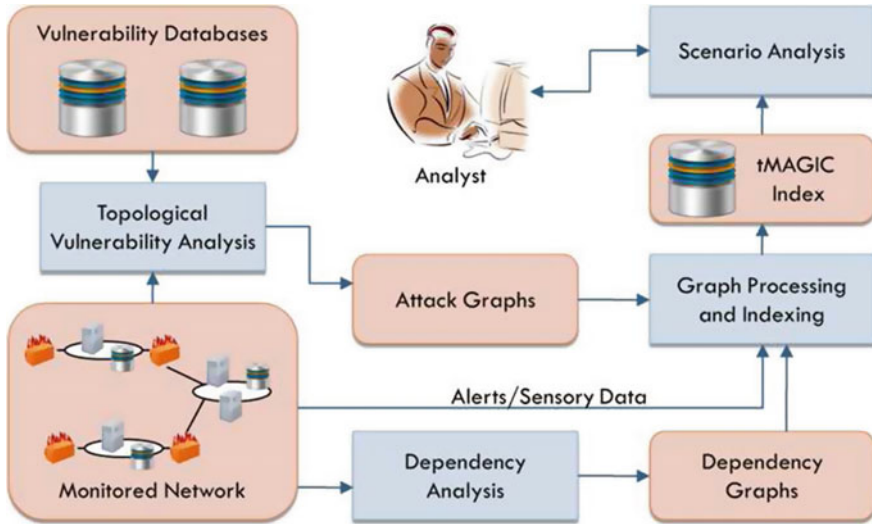 Vulnerability Databases
Scenario Analysis
Analyst
tMAGIC
Index
Topological
Vulnerability Analysis
Attack Graphs
Graph Processing
and Indexing
Alerts/Sensory Data
Monitored Network
Dependency
Analysis
Dependency
Graphs